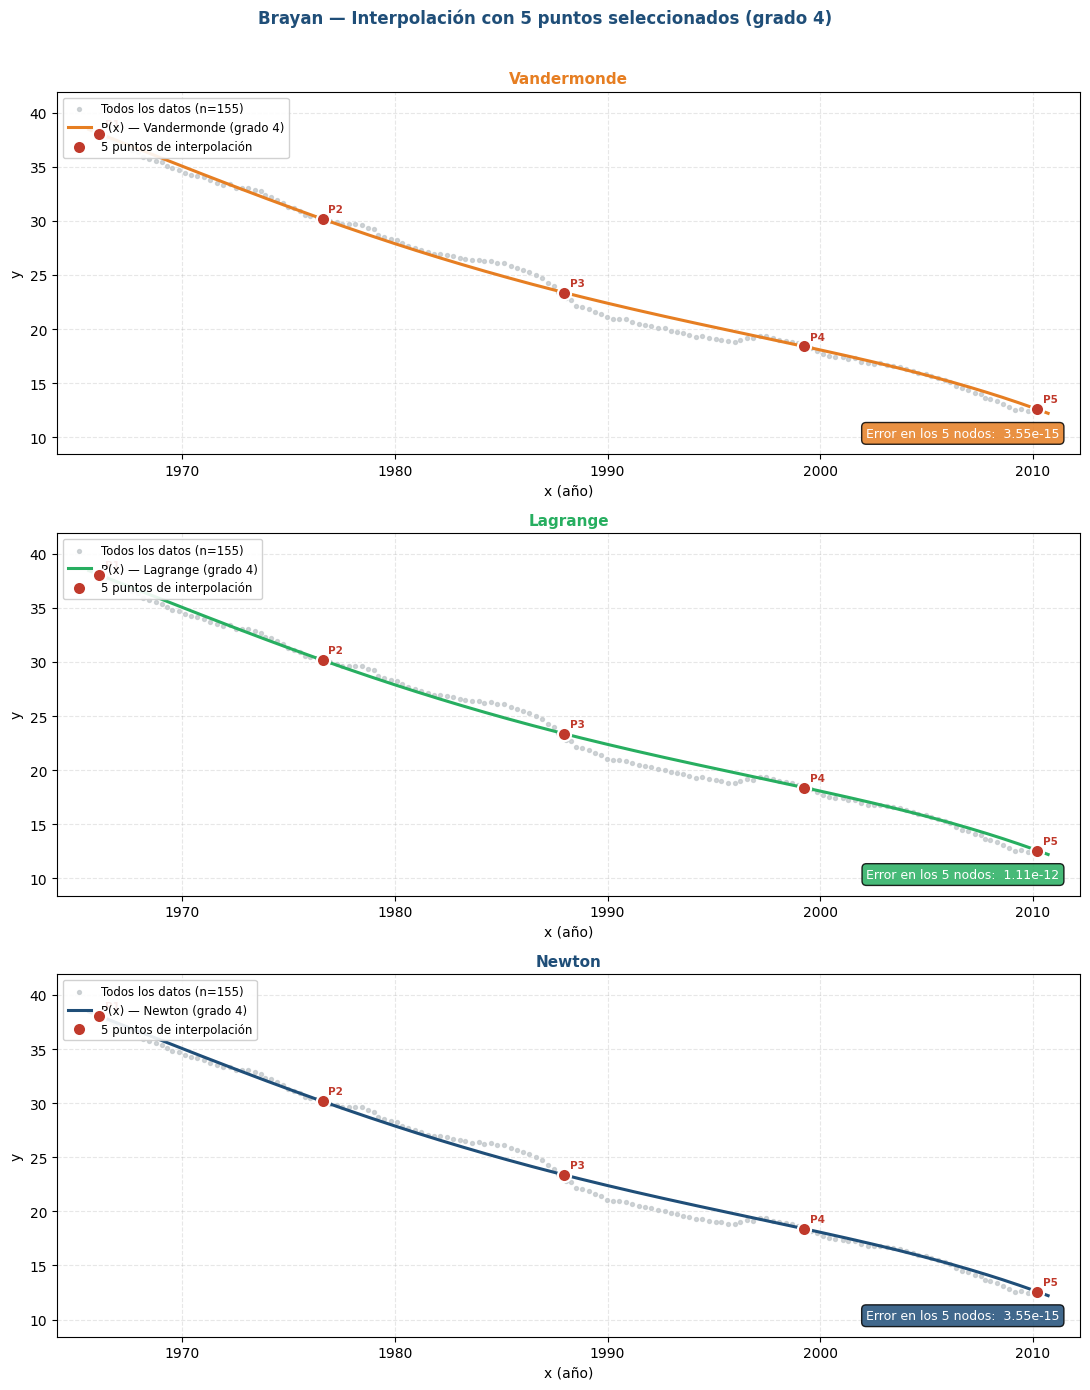 Brayan — Interpolación con 5 puntos seleccionados (grado 4)
Vandermonde
Todos los datos (n=155)
P(x) — Vandermonde (grado 4)
5 puntos de interpolación
40
35
30
25
20
15
10
y
P2
P3
P4
P5
Error en los 5 nodos:  3.55e-15
1970 1980 1990 2000 2010
x (año)
Lagrange
Todos los datos (n=155)
P(x) — Lagrange (grado 4)
5 puntos de interpolación
40
35
30
25
20
15
10
y
P2
P3
P4
P5
Error en los 5 nodos:  1.11e-12
1970 1980 1990 2000 2010
x (año)
Newton
Todos los datos (n=155)
P(x) — Newton (grado 4)
5 puntos de interpolación
40
35
30
25
20
15
10
y
P2
P3
P4
P5
Error en los 5 nodos:  3.55e-15
1970 1980 1990 2000 2010
x (año)